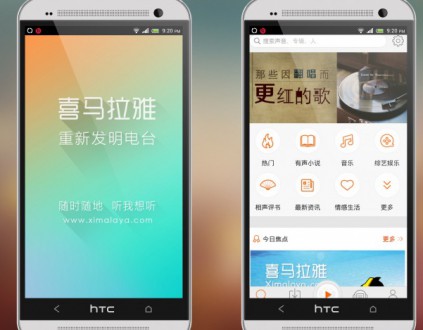 9:20 PM
喜马拉雅
重新发明电台
随时随地 听我想听
www.ximalaya.com
hTC
9:20 PM
搜索声音、专辑、人
那些因翻唱而
更红的歌
热门
有声小说
音乐
综艺娱乐
相声评书
最新资讯
情感生活
更多
今日焦点
更多
喜马拉雅
Ximalaya.com
hTC